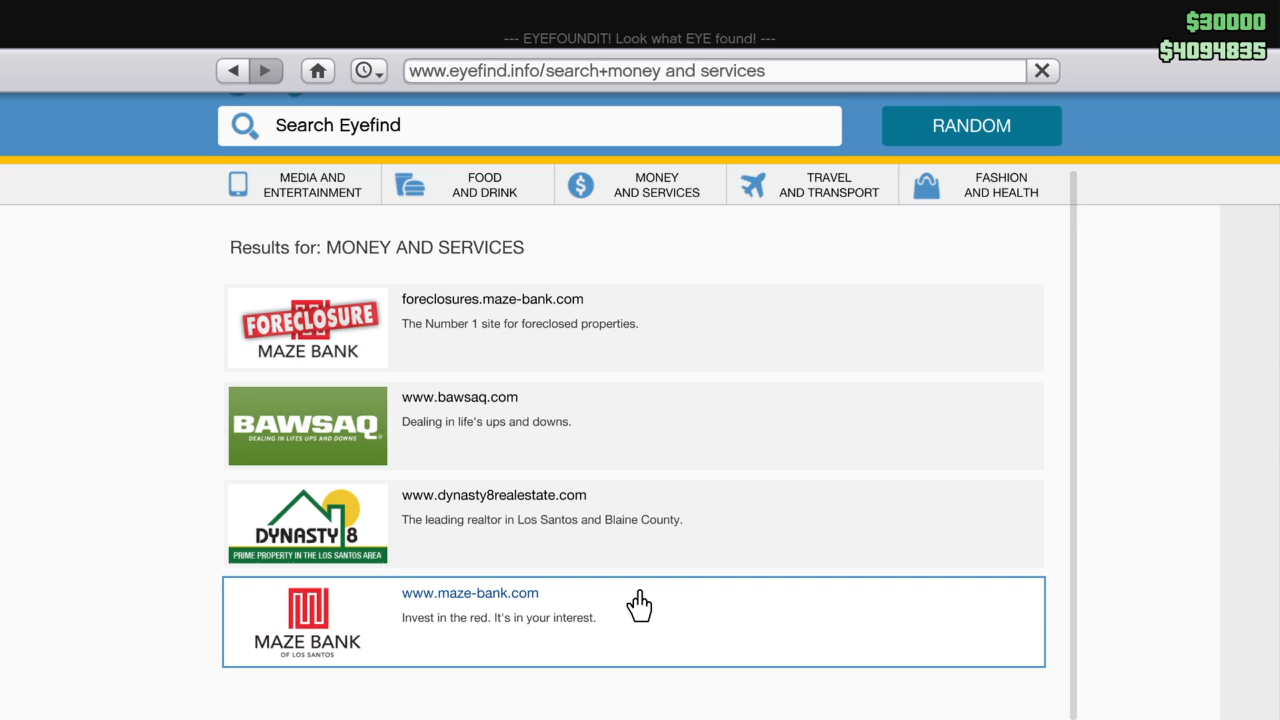 $30000
--- EYEFOUNDIT! Look what EYE found! ---
$4094835
www.eyefind.info/search+money and services
Search Eyefind
RANDOM
MEDIA AND
ENTERTAINMENT
FOOD
AND DRINK
MONEY
AND SERVICES
TRAVEL
AND TRANSPORT
FASHION
AND HEALTH
Results for: MONEY AND SERVICES
FORECLOSURE
MAZE BANK
foreclosures.maze-bank.com
The Number 1 site for foreclosed properties.
BAWSAQ
DEALING IN LIFES UPS AND DOWNS
www.bawsaq.com
Dealing in life's ups and downs.
DYNASTY 8
PRIME PROPERTY IN THE LOS SANTOS AREA
www.dynasty8realestate.com
The leading realtor in Los Santos and Blaine County.
MAZE BANK
OF LOS SANTOS
www.maze-bank.com
Invest in the red. It's in your interest.